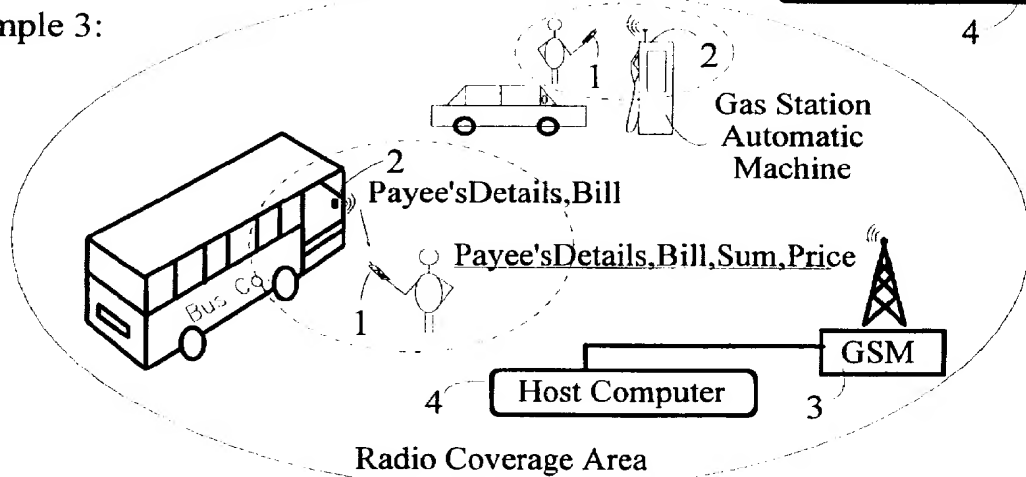 mple 3:
4
1
2
Gas Station
Automatic
Machine
2
Payee'sDetails,Bill
Payee'sDetails,Bill,Sum,Price
Bus Co
1
GSM
4
Host Computer
3
Radio Coverage Area